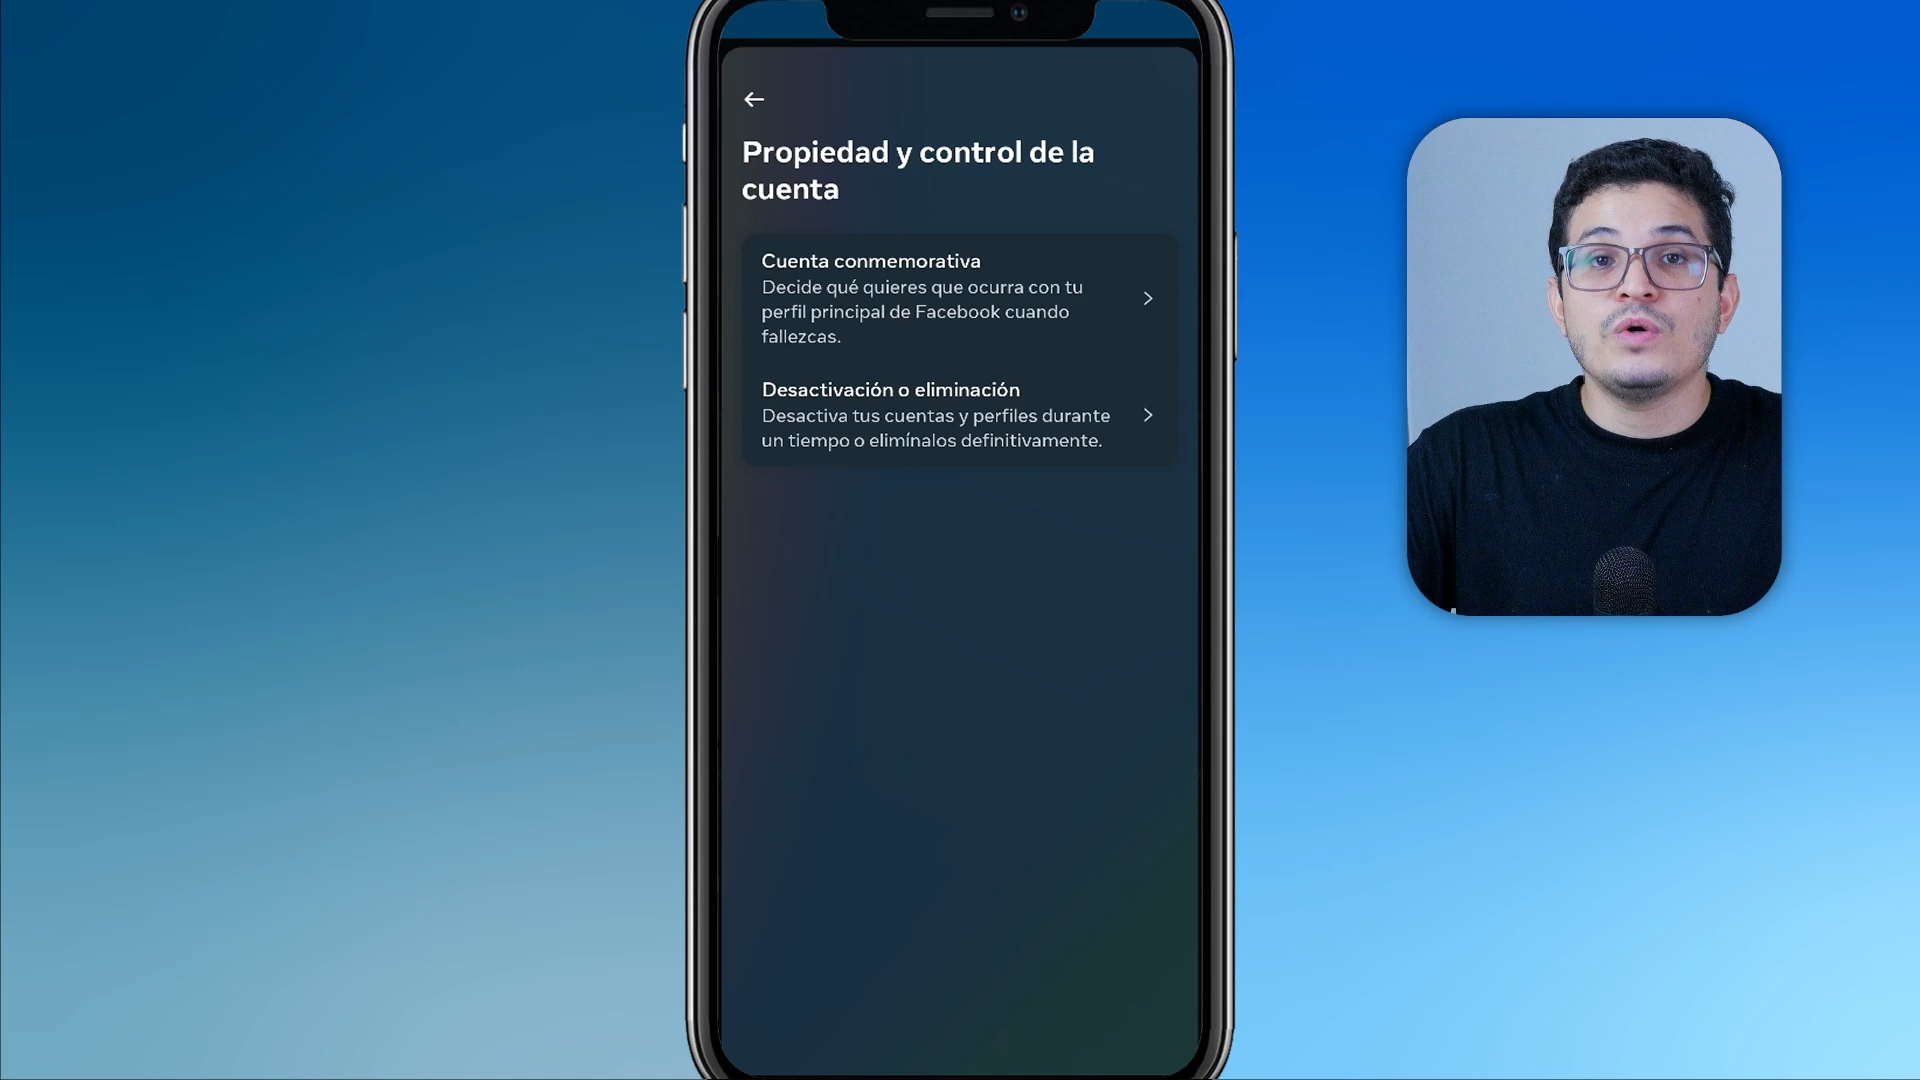 Propiedad y control de la
cuenta
Cuenta conmemorativa
Decide qué quieres que ocurra con tu
perfil principal de Facebook cuando
fallezcas.
Desactivación o eliminación
Desactiva tus cuentas y perfiles durante
un tiempo o elimínalos definitivamente.